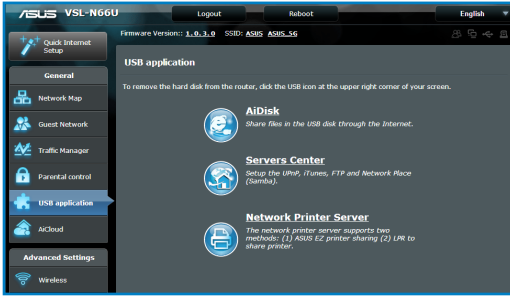 ASUS VSL-N66U Logout Reboot English
Quick Internet
Setup
Firmware Version: : 1.0.3.0 SSID: ASUS ASUS_5G
General
Network Map
Guest Network
Traffic Manager
Parental control
USB application
AiCloud
Advanced Settings
Wireless
USB application
To remove the hard disk from the router, click the USB icon at the upper right corner of your screen.
AiDisk
Share files in the USB disk through the Internet.
Servers Center
Setup the UPnP, iTunes, FTP and Network Place
(Samba).
Network Printer Server
The network printer server supports two
methods: (1) ASUS EZ printer sharing (2) LPR to
share printer.